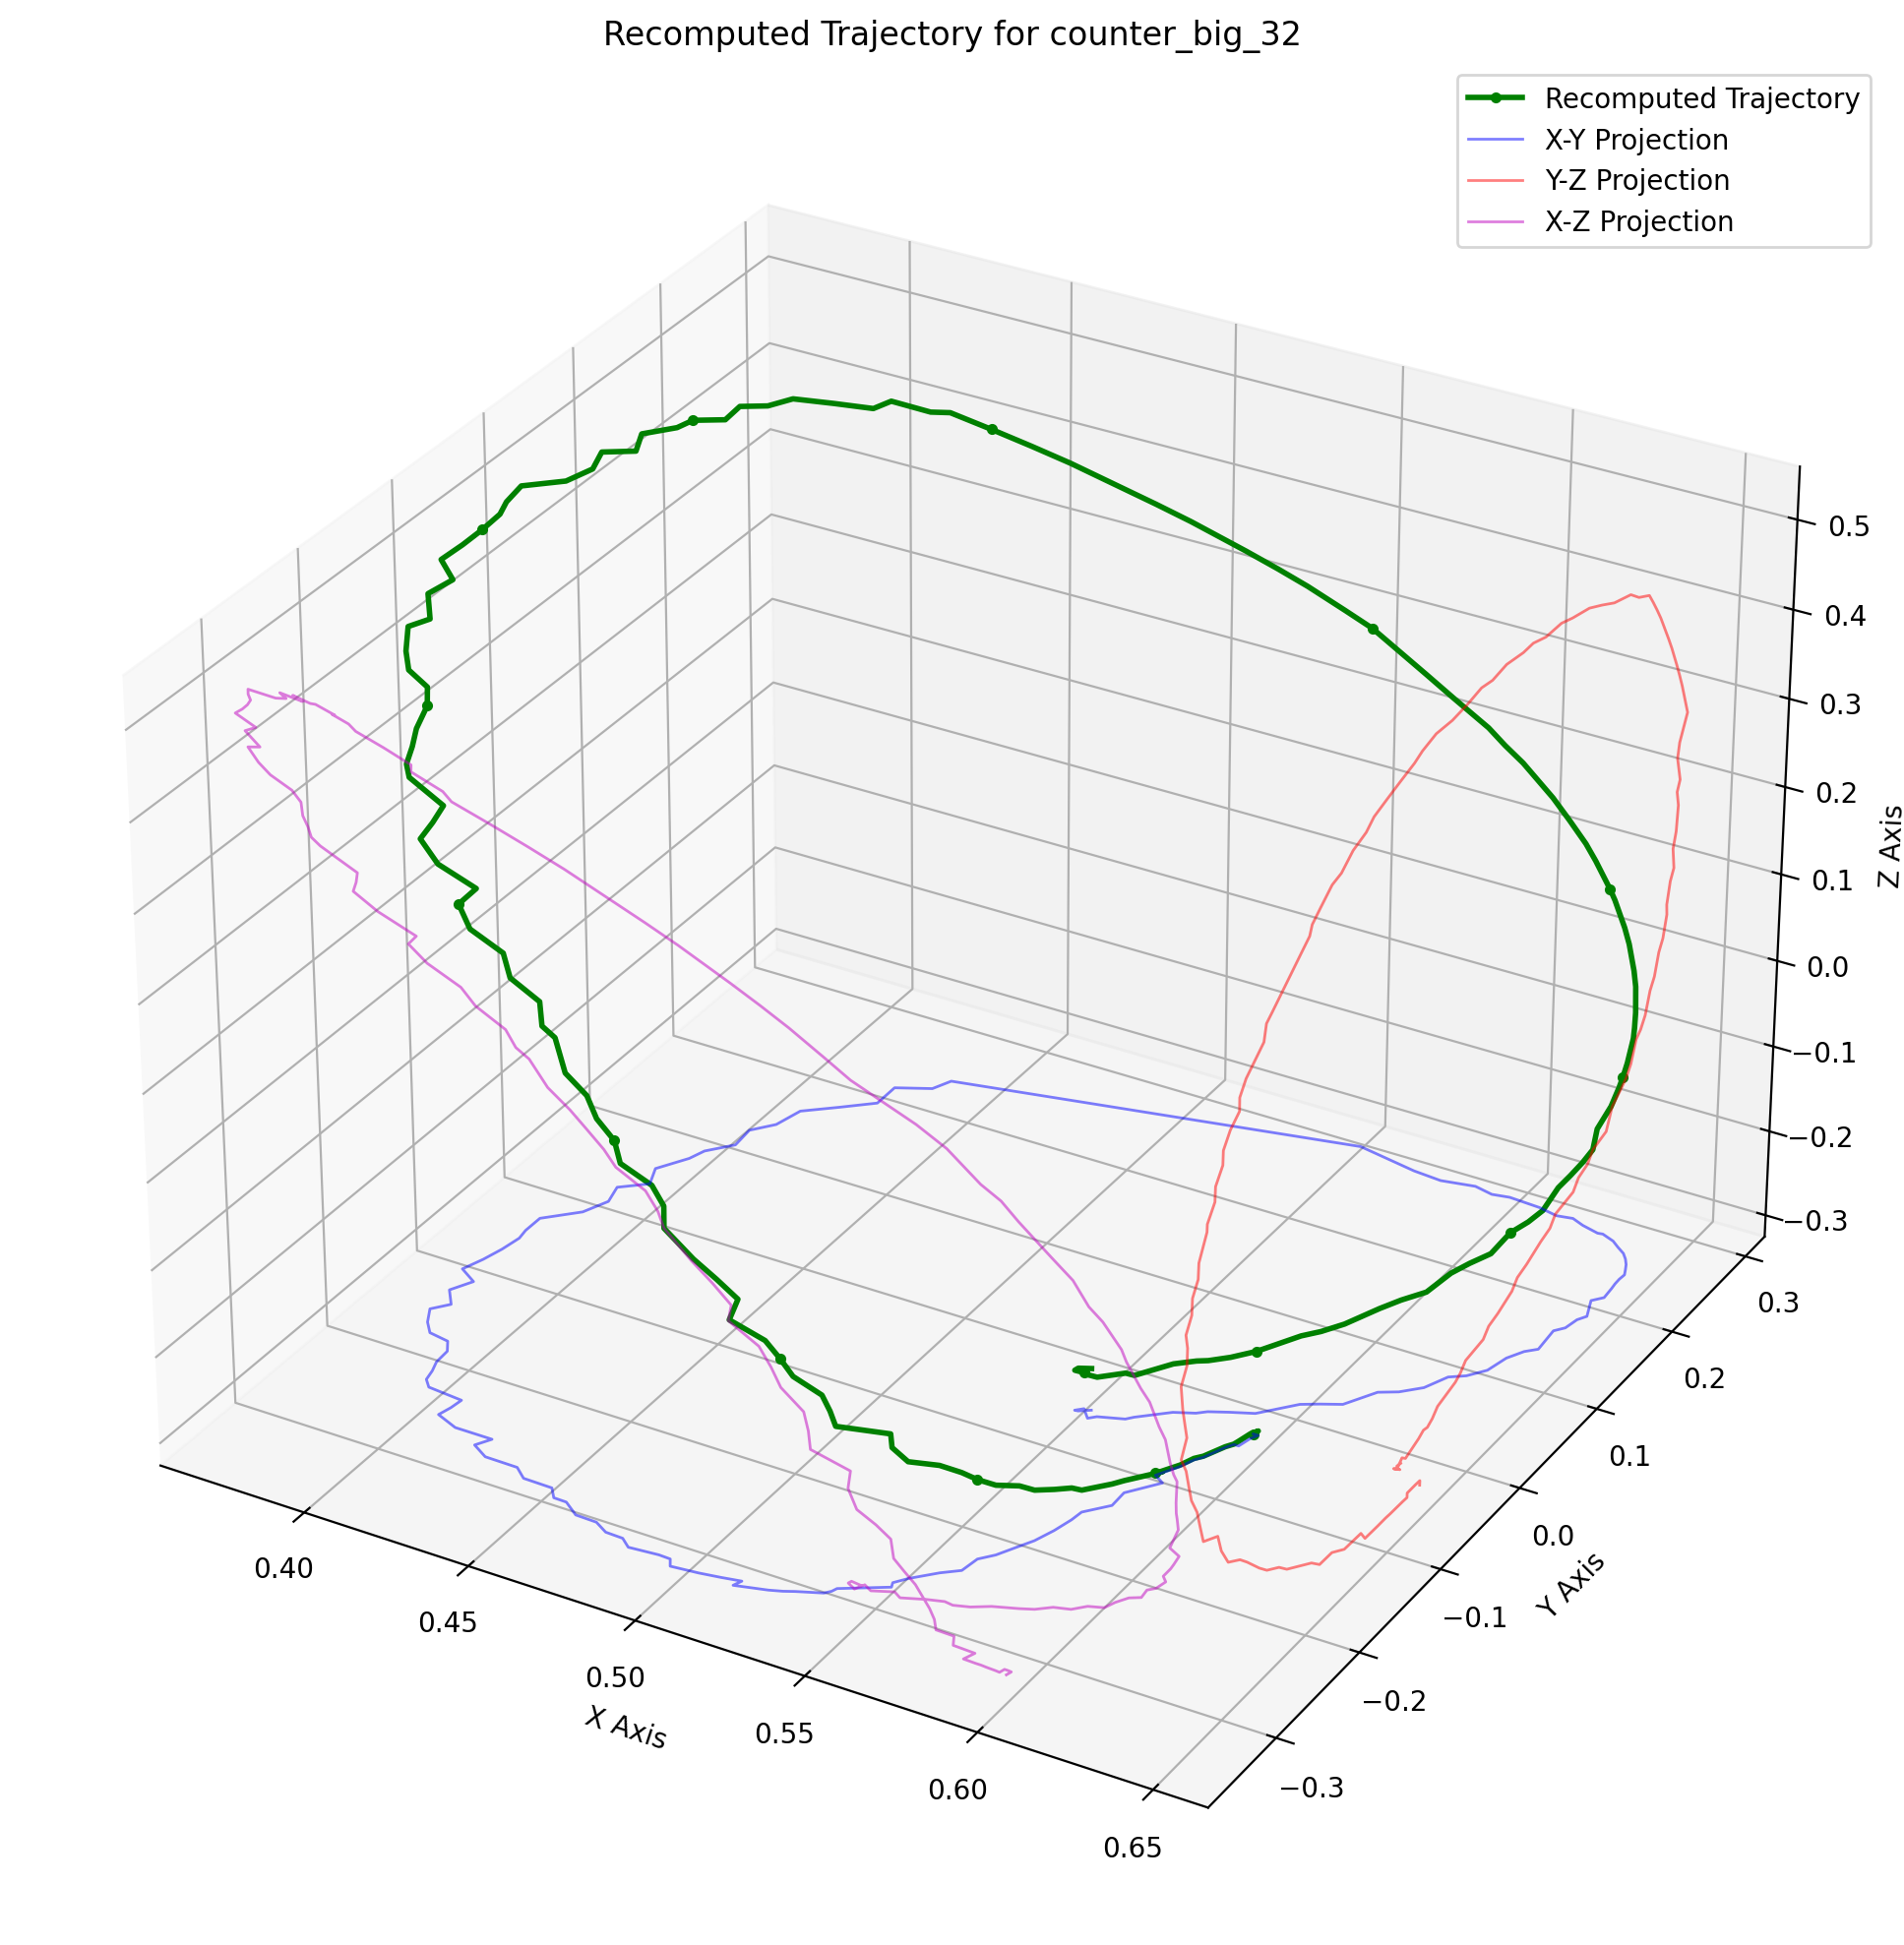 Recomputed Trajectory for counter_big_32
Recomputed Trajectory
X-Y Projection
Y-Z Projection
X-Z Projection
0.5
0.4
0.3
0.2
0.1
0.0
−0.1
−0.2
−0.3
Z Axis
0.3
0.2
0.1
0.0
−0.1
−0.2
−0.3
Y Axis
0.40
0.45
0.50
0.55
0.60
0.65
X Axis